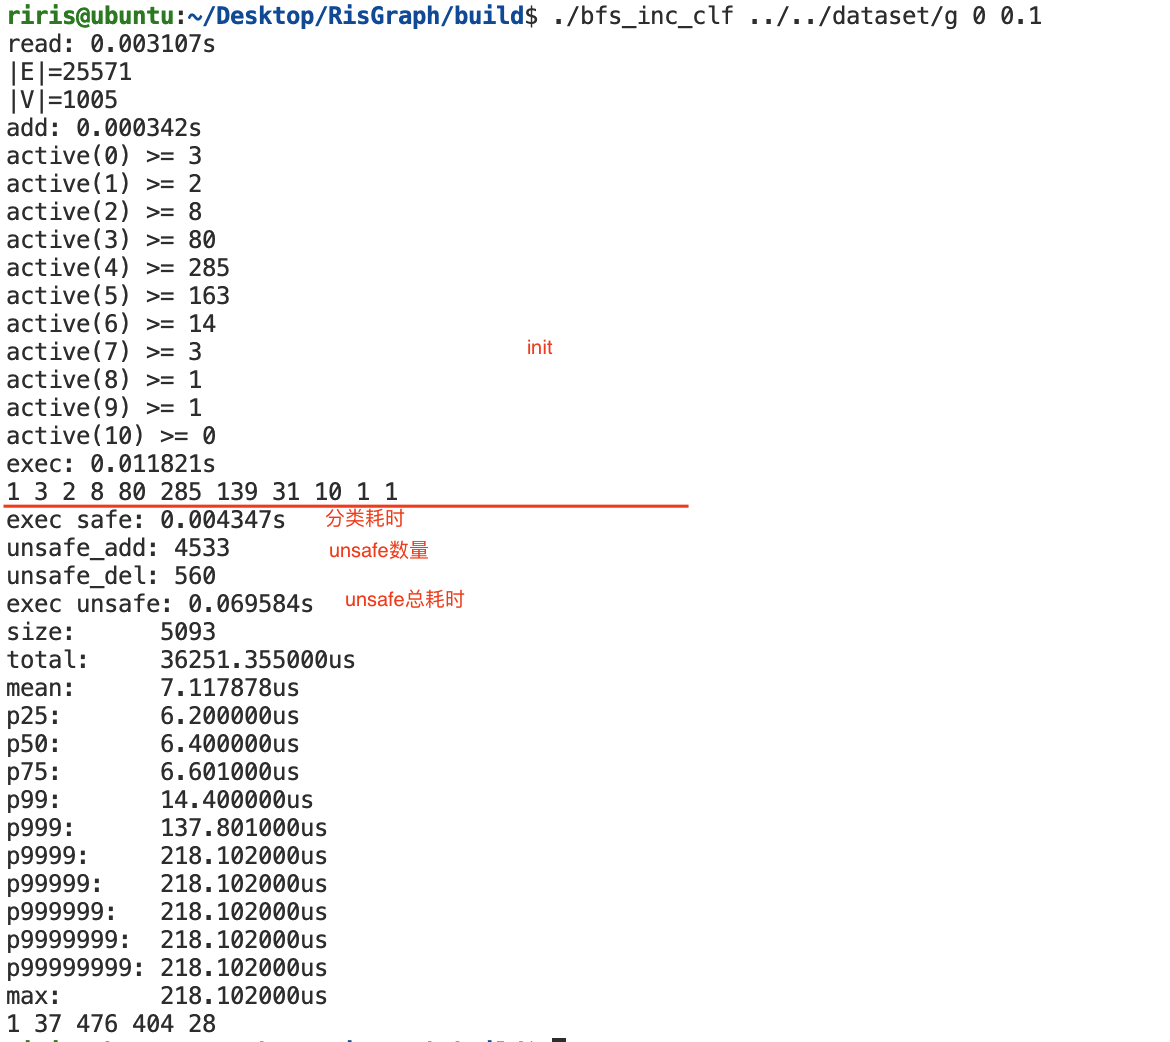 riris@ubuntu:~/Desktop/RisGraph/build$ ./bfs_inc_clf ../../dataset/g 0 0.1
read: 0.003107s
|E|=25571
|V|=1005
add: 0.000342s
active(0) >= 3
active(1) >= 2
active(2) >= 8
active(3) >= 80
active(4) >= 285
active(5) >= 163
active(6) >= 14
active(7) >= 3
init
active(8) >= 1
active(9) >= 1
active(10) >= 0
exec: 0.011821s
1 3 2 8 80 285 139 31 10 1 1
exec safe: 0.004347s 分类耗时
unsafe_add: 4533 unsafe数量
unsafe_del: 560
exec unsafe: 0.069584s unsafe总耗时
size: 5093
total: 36251.355000us
mean: 7.117878us
p25: 6.200000us
p50: 6.400000us
p75: 6.601000us
p99: 14.400000us
p999: 137.801000us
p9999: 218.102000us
p99999: 218.102000us
p999999: 218.102000us
p9999999: 218.102000us
p99999999: 218.102000us
max: 218.102000us
1 37 476 404 28